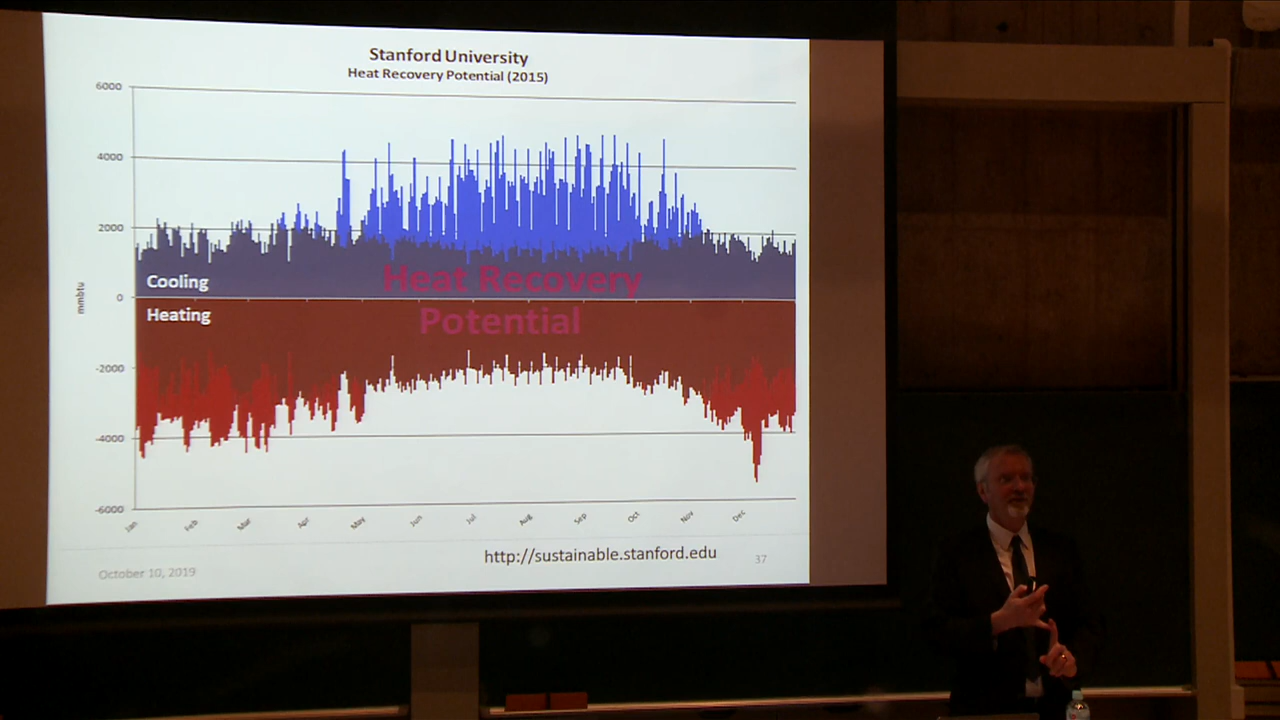 Stanford University
Heat Recovery Potential (2015)
6000
4000
2000
0
-2000
-4000
-6000
mmbtu
Cooling
Heating
Heat Recovery
Potential
Jan
Feb
Mar
Apr
May
Jun
Jul
Aug
Sep
Oct
Nov
Dec
http://sustainable.stanford.edu
37
October 10, 2019